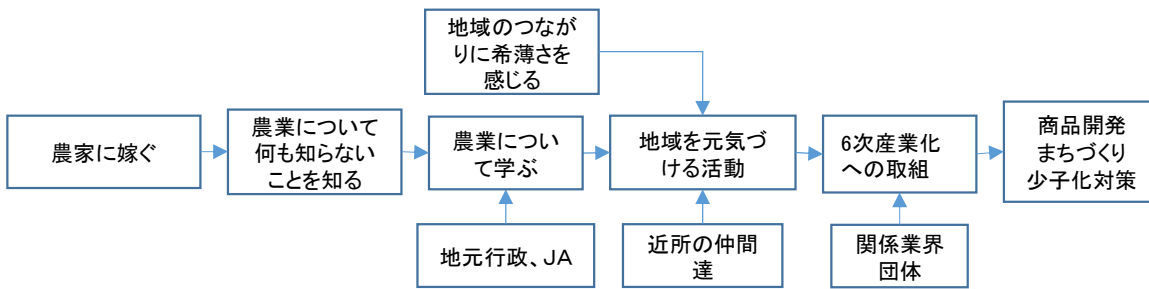 地域のつなが
りに希薄さを
感じる
農家に嫁ぐ
農業について
何も知らない
ことを知る
農業につい
て学ぶ
地域を元気づ
ける活動
6次産業化
への取組
商品開発
まちづくり
少子化対策
地元行政、JA
近所の仲間
達
関係業界
団体